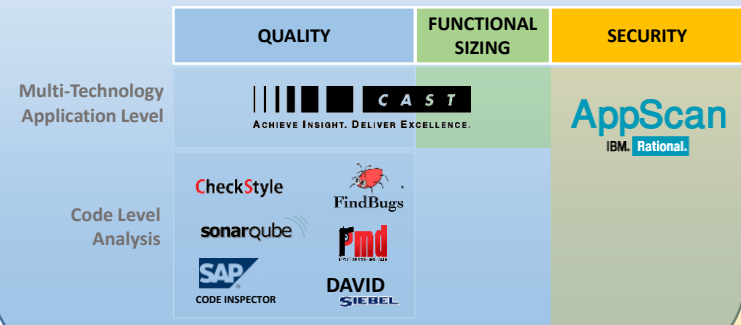 QUALITY
FUNCTIONAL
SIZING
SECURITY
Multi-Technology
Application Level
CAST
ACHIEVE INSIGHT. DELIVER EXCELLENCE.
AppScan
IBM. Rational.
Code Level
Analysis
CheckStyle
FindBugs
sonarqube
Pmd
SAP
CODE INSPECTOR
DAVID
SIEBEL